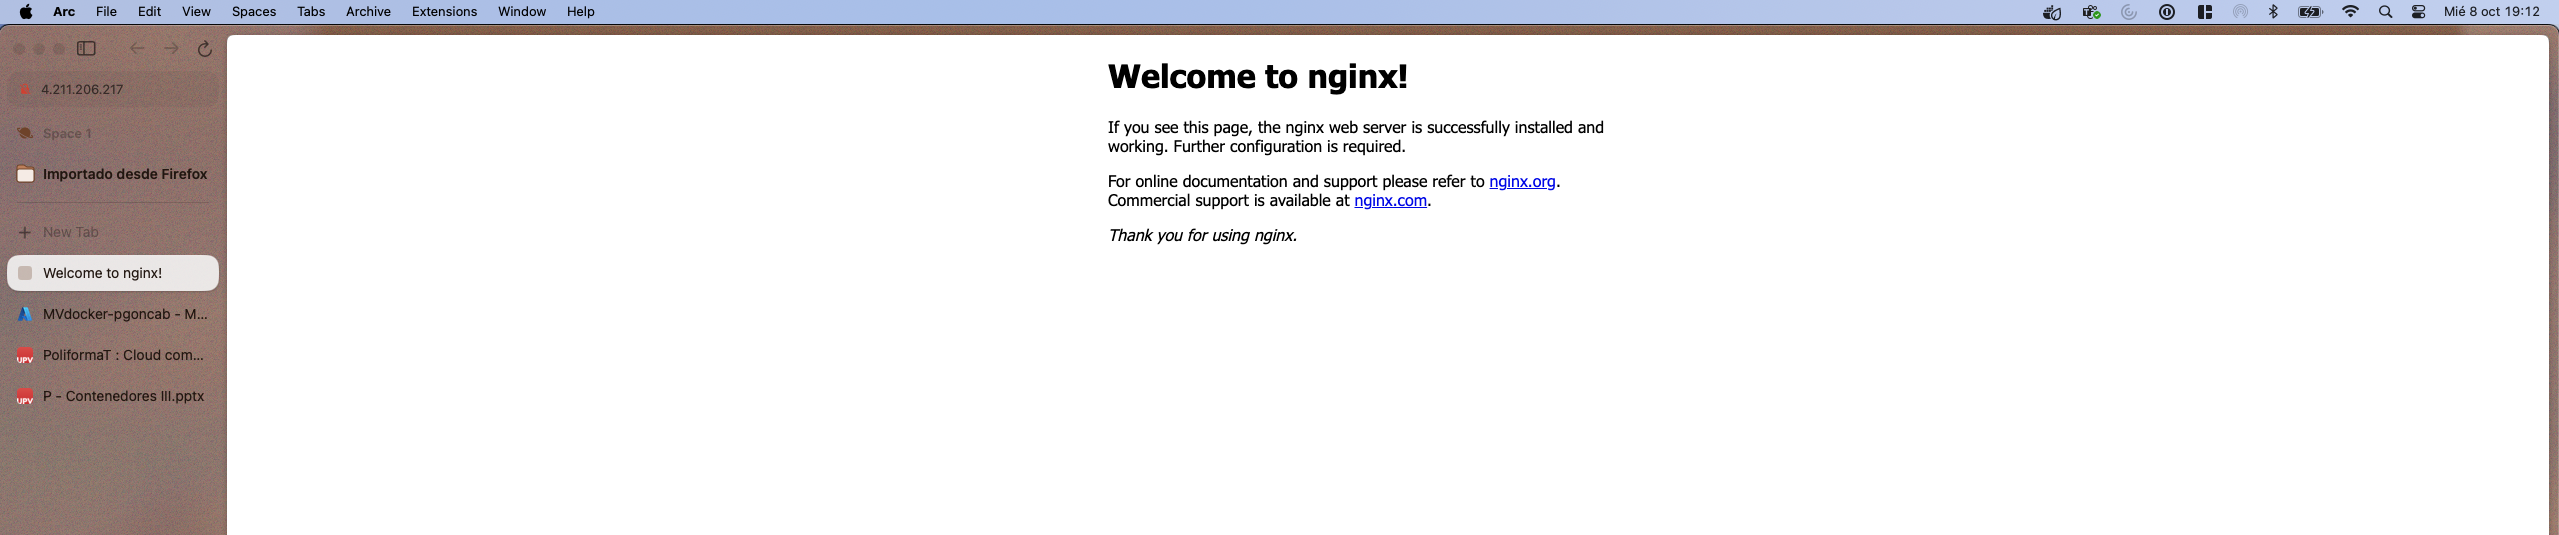 Arc File Edit View Spaces Tabs Archive Extensions Window Help Mié 8 oct 19:12
4.211.206.217
Space 1
Importado desde Firefox
New Tab
Welcome to nginx!
MVdocker-pgoncab - M...
UPV PoliformaT : Cloud com...
UPV P - Contenedores III.pptx
Welcome to nginx!
If you see this page, the nginx web server is successfully installed and
working. Further configuration is required.
For online documentation and support please refer to nginx.org.
Commercial support is available at nginx.com.
Thank you for using nginx.